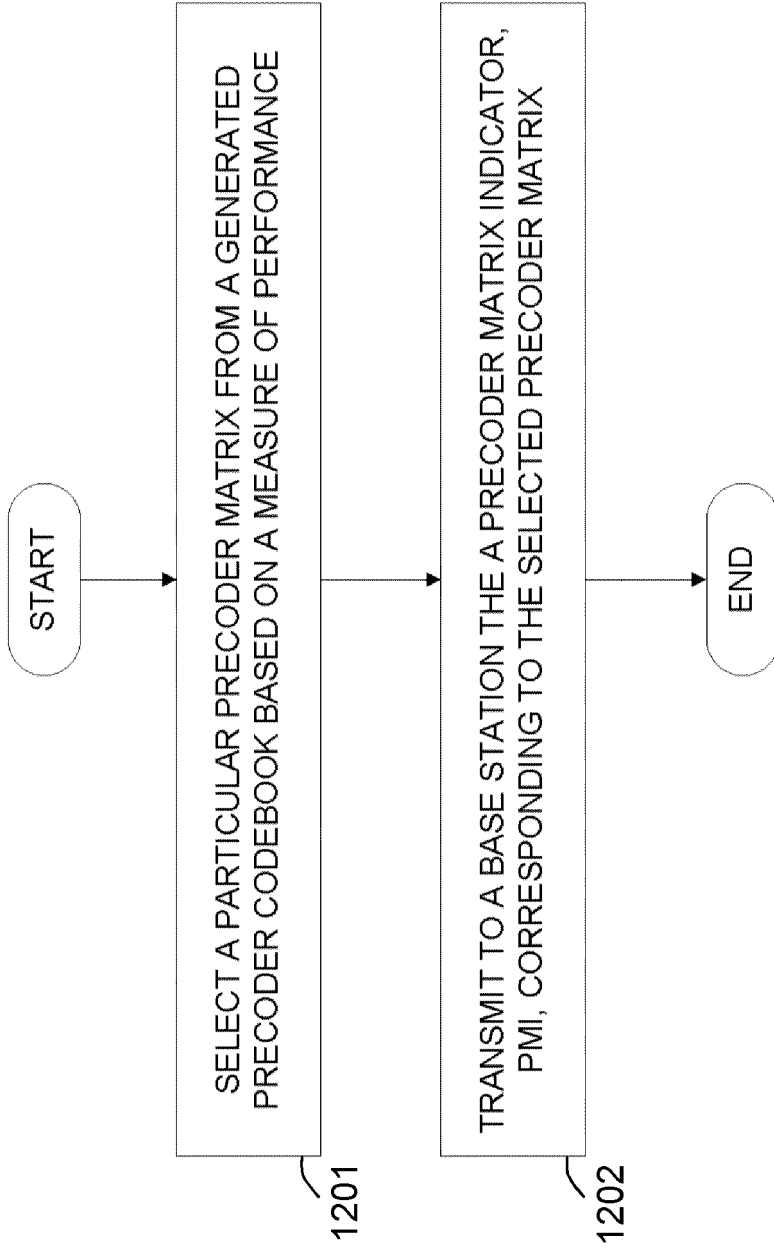 START
SELECT A PARTICULAR PRECODER MATRIX FROM A GENERATED
PRECODER CODEBOOK BASED ON A MEASURE OF PERFORMANCE
1201
TRANSMIT TO A BASE STATION THE A PRECODER MATRIX INDICATOR,
PMI, CORRESPONDING TO THE SELECTED PRECODER MATRIX
1202
END